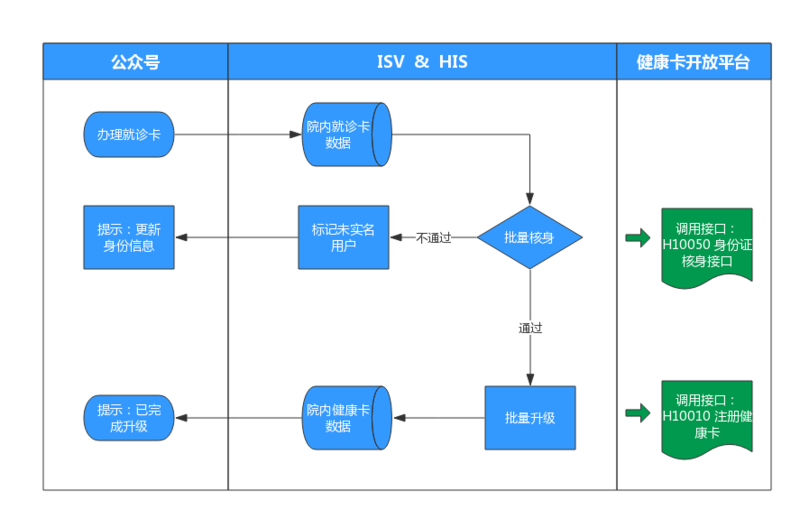 公众号
ISV & HIS
健康卡开放平台
办理就诊卡
院内就诊卡
数据
提示：更新
身份信息
标记未实名
用户
不通过
批量核身
调用接口：
H10050 身份证
核身接口
通过
提示：已完
成升级
院内健康卡
数据
批量升级
调用接口：
H10010 注册健
康卡